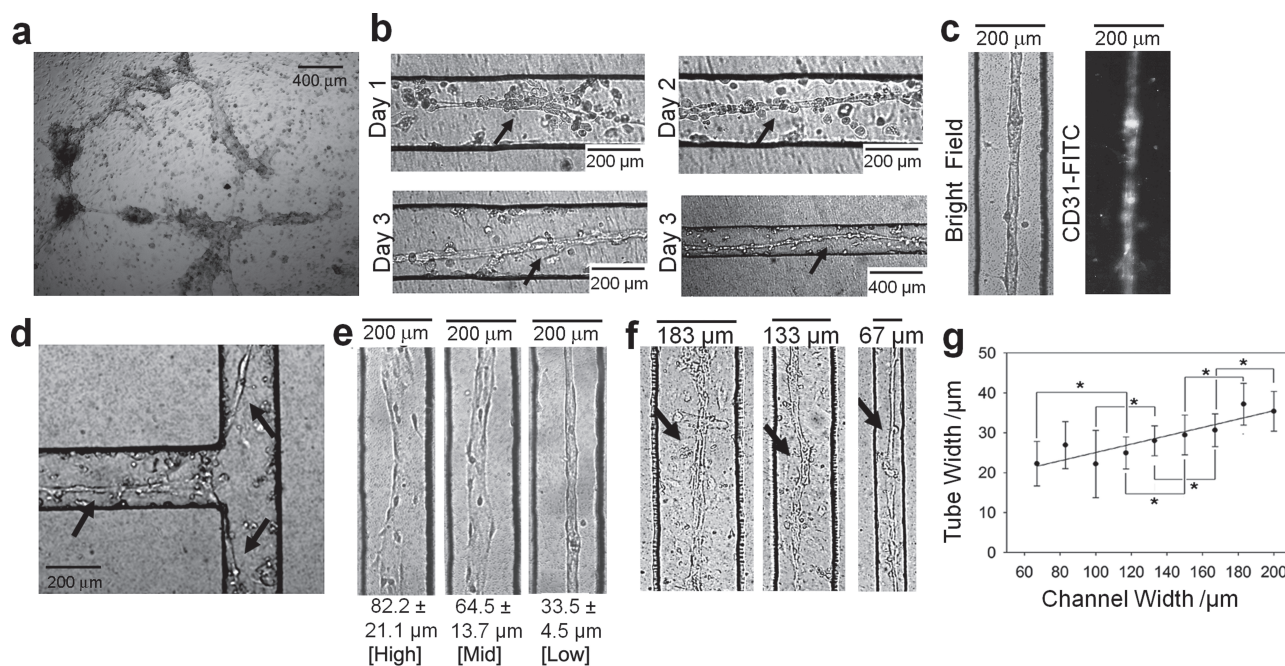 a
400 μm
b
Day 1
200 μm
Day 2
200 μm
Day 3
200 μm
Day 3
400 μm
c
200 μm
200 μm
Bright Field
CD31-FITC
d
200 μm
e
200 μm
200 μm
200 μm
82.2 ±
21.1 μm
[High]
64.5 ±
13.7 μm
[Mid]
33.5 ±
4.5 μm
[Low]
f
183 μm
133 μm
67 μm
g
Tube Width /μm
50
40
30
20
10
0
*
*
*
*
*
*
60 80 100 120 140 160 180 200
Channel Width /μm